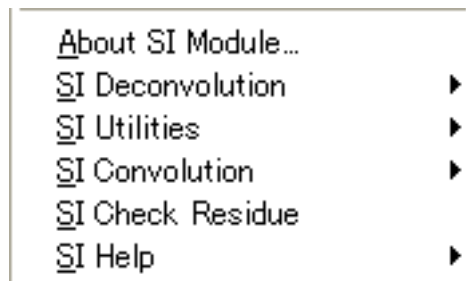 About SI Module...
SI Deconvolution
SI Utilities
SI Convolution
SI Check Residue
SI Help